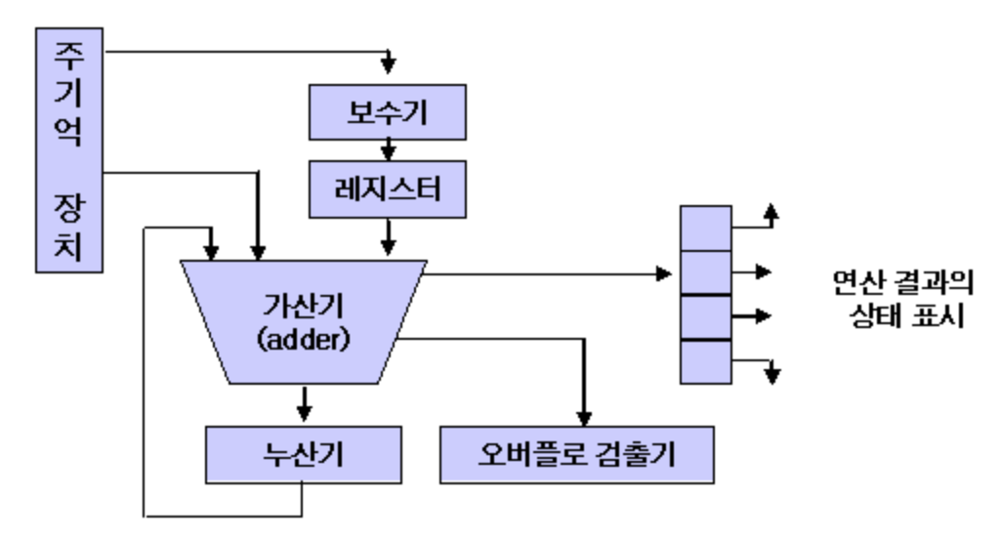 주기억 장치
보수기
레지스터
가산기
(adder)
연산 결과의
상태 표시
누산기
오버플로 검출기